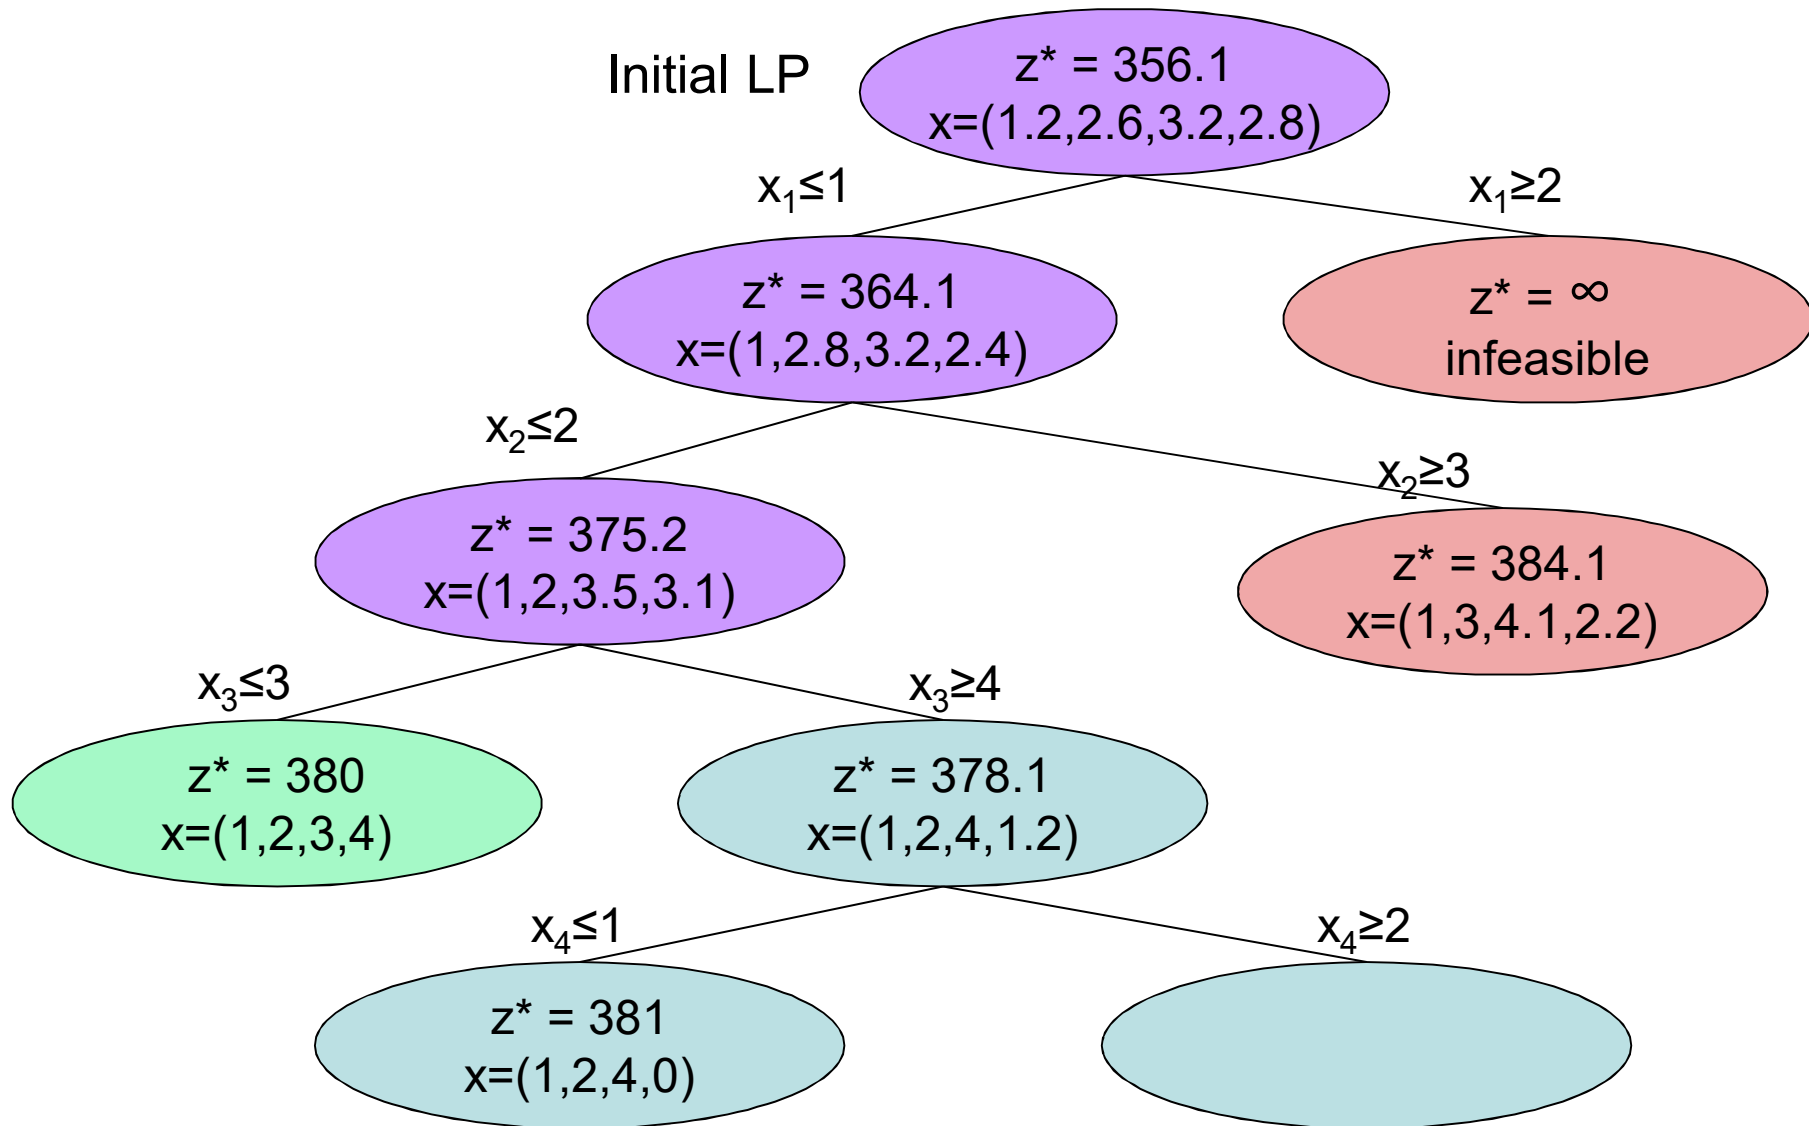 Initial LP
z* = 356.1
x=(1.2,2.6,3.2,2.8)
x₁≤1
x₁≥2
z* = 364.1
x=(1,2.8,3.2,2.4)
z* = ∞
infeasible
x₂≤2
x₂≥3
z* = 375.2
x=(1,2,3.5,3.1)
z* = 384.1
x=(1,3,4.1,2.2)
x₃≤3
x₃≥4
z* = 380
x=(1,2,3,4)
z* = 378.1
x=(1,2,4,1.2)
x₄≤1
x₄≥2
z* = 381
x=(1,2,4,0)